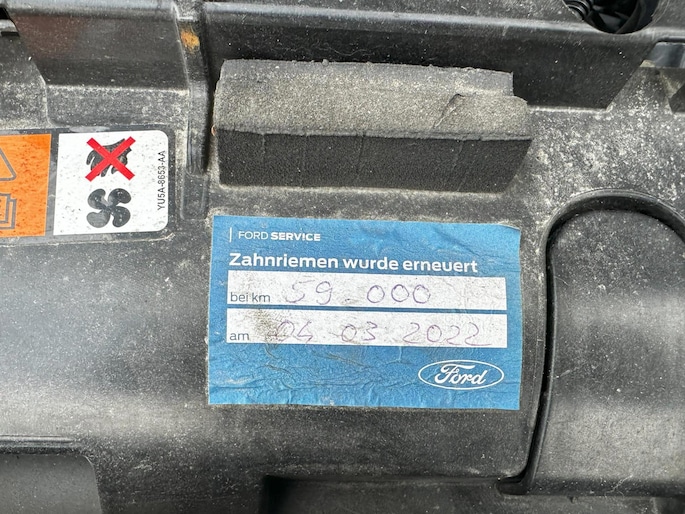 YU5A-8653-AA
FORD SERVICE
Zahnriemen wurde erneuert
bei km 59.000
am 04 03 2022
Ford